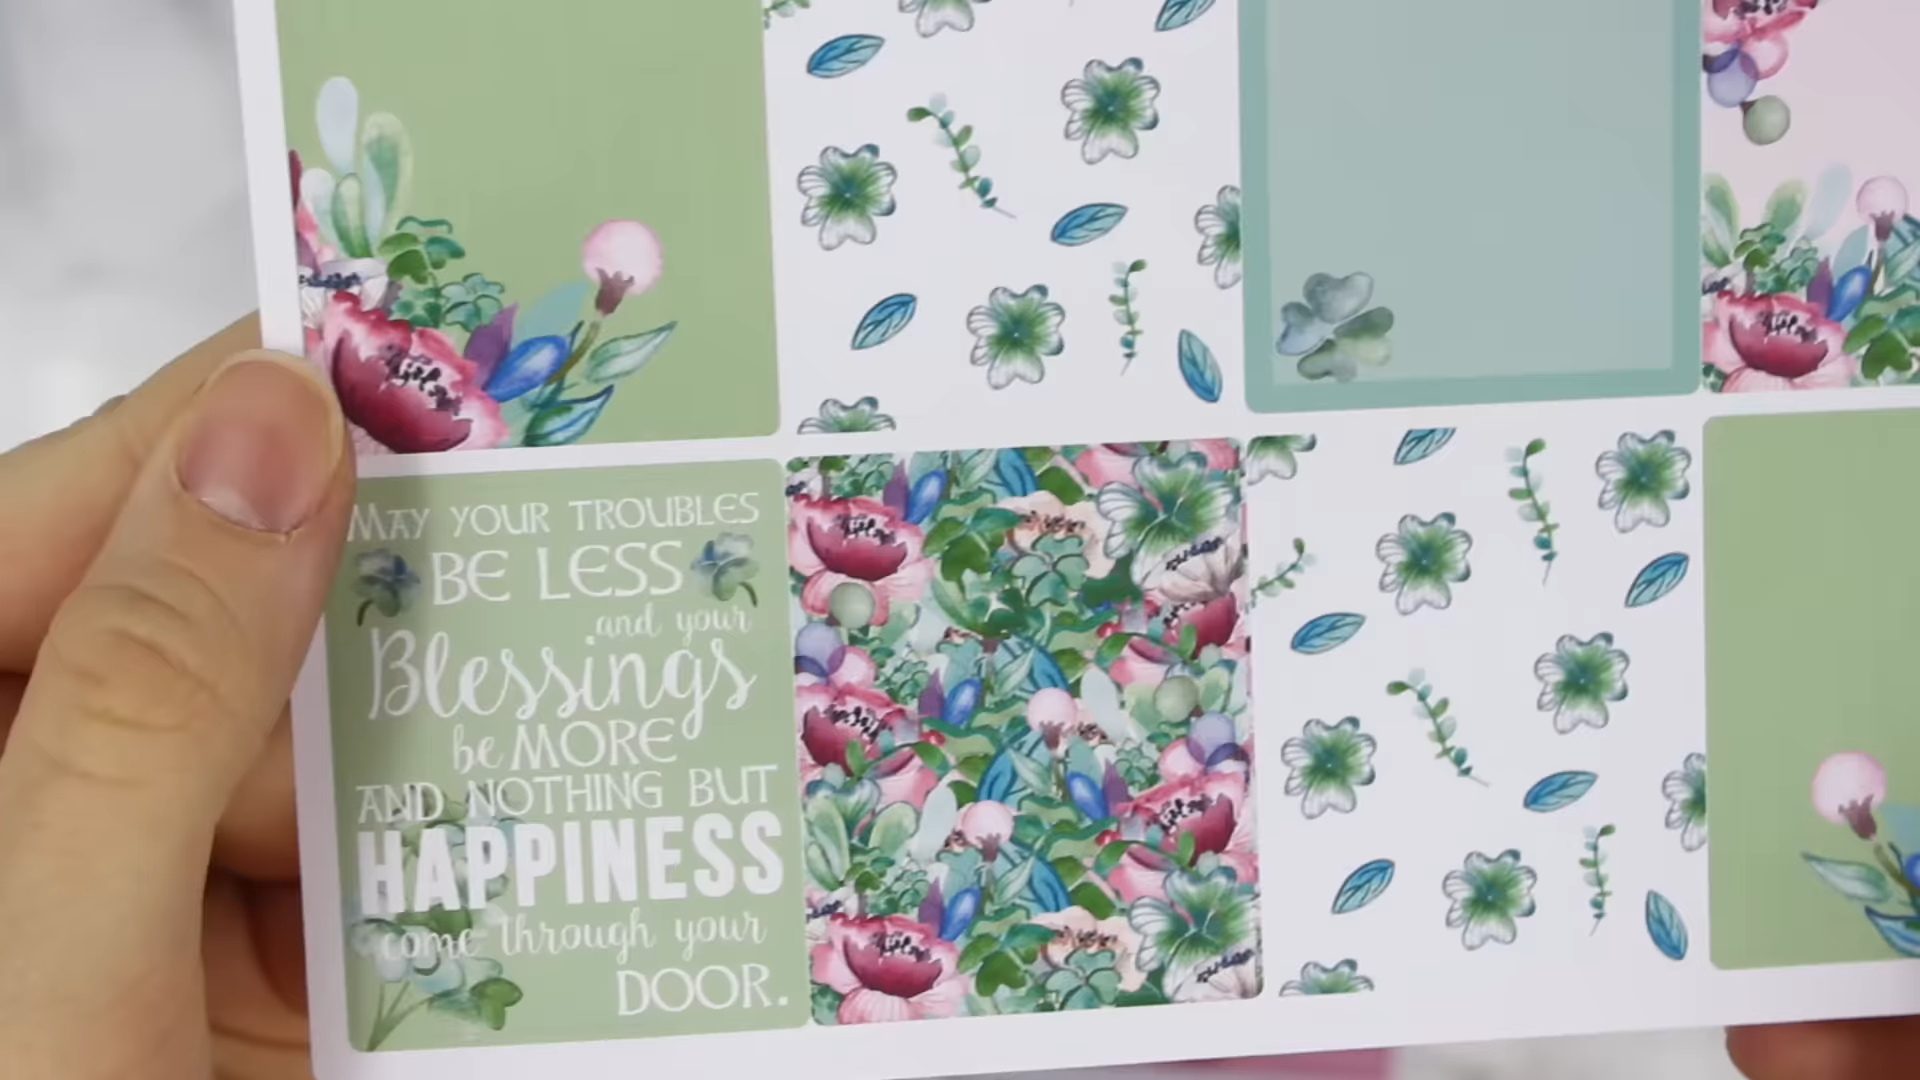 MAY YOUR TROUBLES
BE LESS
and your
Blessings
be MORE
AND NOTHING BUT
HAPPINESS
come through your
DOOR.